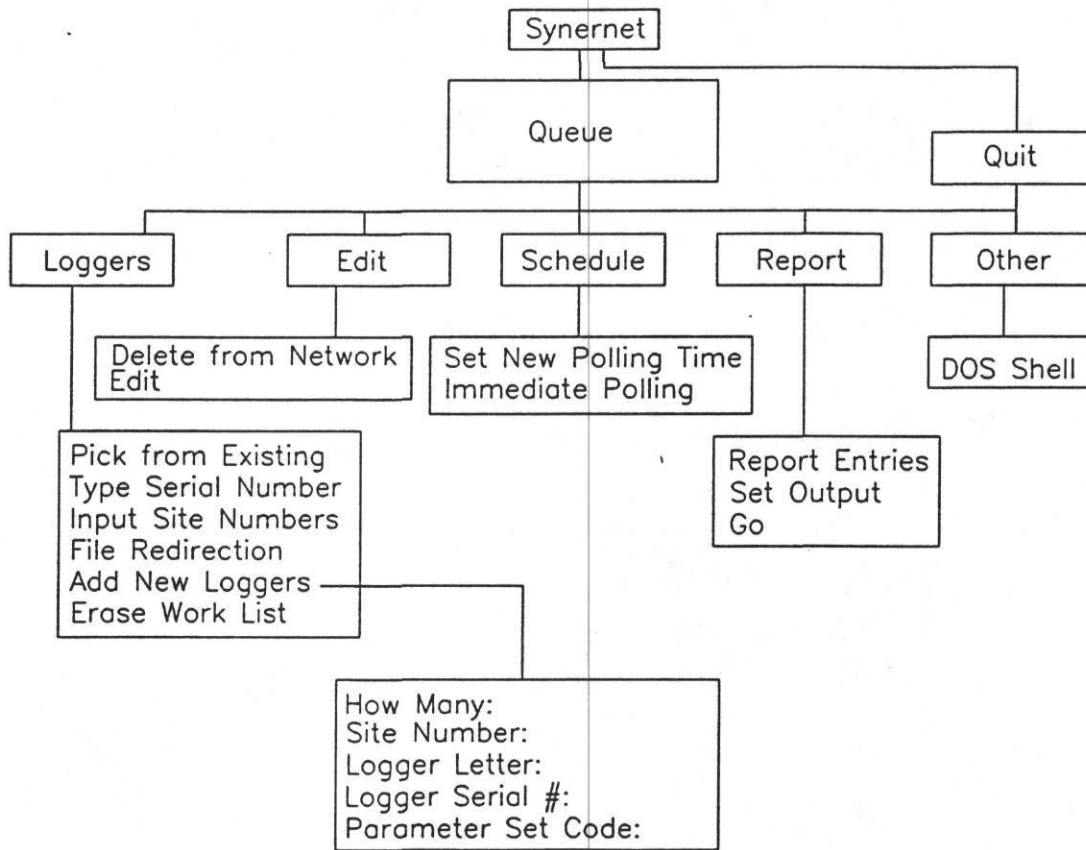 Synernet
Queue
Quit
Loggers
Edit
Schedule
Report
Other
Delete from Network
Edit
Set New Polling Time
Immediate Polling
DOS Shell
Pick from Existing
Type Serial Number
Input Site Numbers
File Redirection
Add New Loggers
Erase Work List
Report Entries
Set Output
Go
How Many:
Site Number:
Logger Letter:
Logger Serial #:
Parameter Set Code: